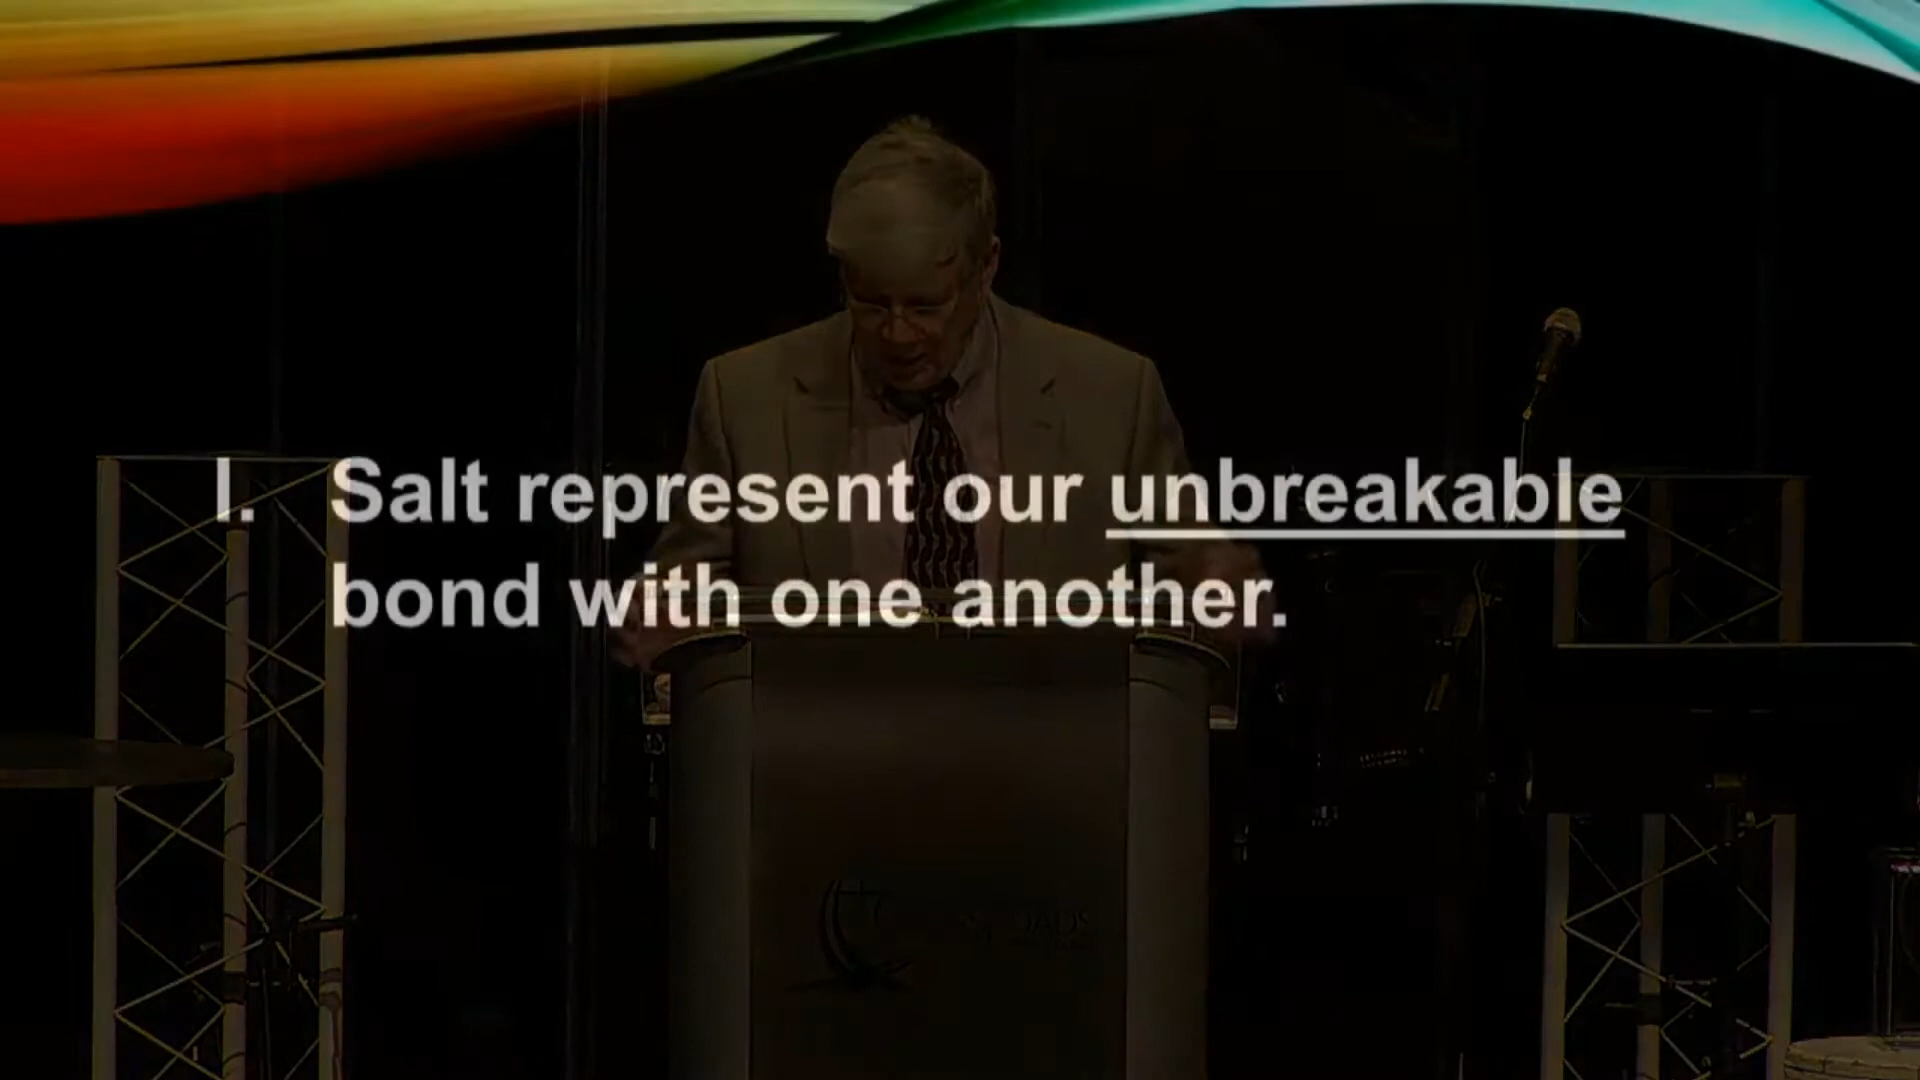 I. Salt represent our unbreakable
bond with one another.